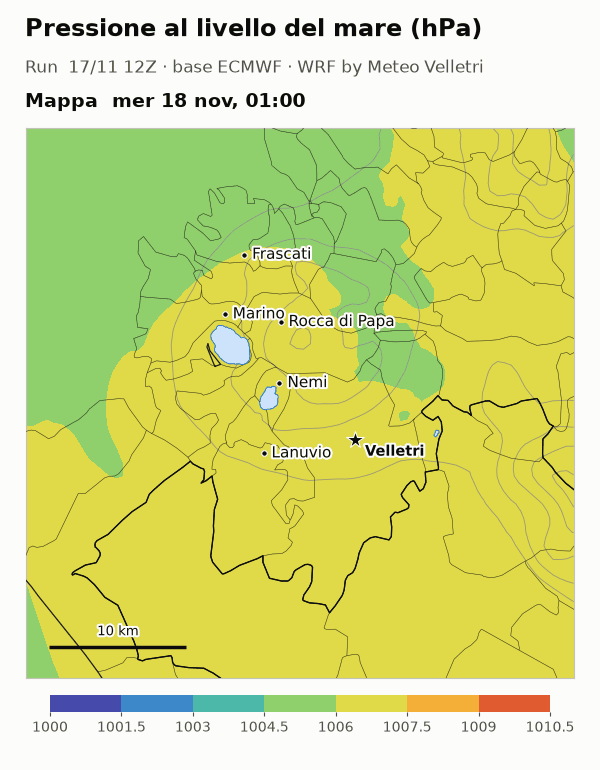 Pressione al livello del mare (hPa)
Run  17/11 12Z · base ECMWF · WRF by Meteo Velletri
Mappa  mer 18 nov, 01:00
Frascati
Marino
Rocca di Papa
Nemi
Velletri
Lanuvio
10 km
1000 1001.5 1003 1004.5 1006 1007.5 1009 1010.5